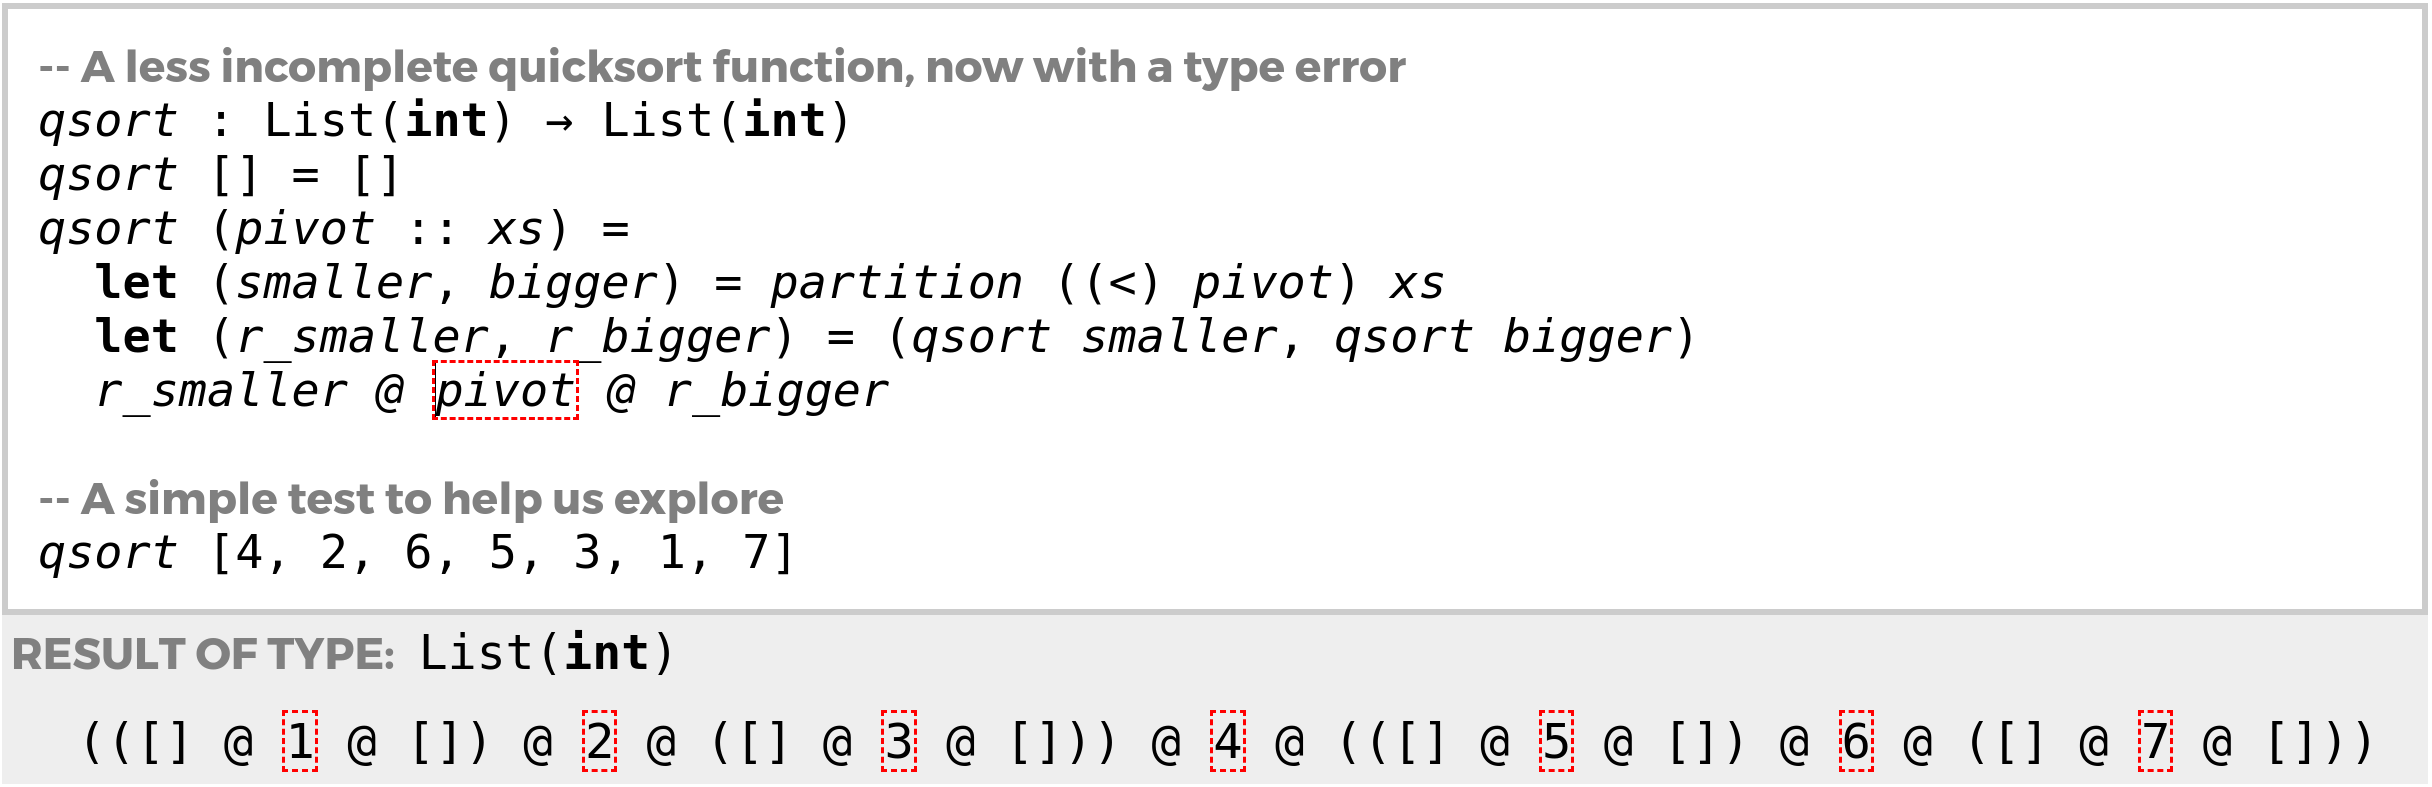 -- A less incomplete quicksort function, now with a type error
qsort : List(int) → List(int)
qsort [] = []
qsort (pivot :: xs) =
  let (smaller, bigger) = partition ((<) pivot) xs
  let (r_smaller, r_bigger) = (qsort smaller, qsort bigger)
  r_smaller @ pivot @ r_bigger
-- A simple test to help us explore
qsort [4, 2, 6, 5, 3, 1, 7]
RESULT OF TYPE: List(int)
(([] @ 1 @ []) @ 2 @ ([] @ 3 @ [])) @ 4 @ (([] @ 5 @ []) @ 6 @ ([] @ 7 @ []))